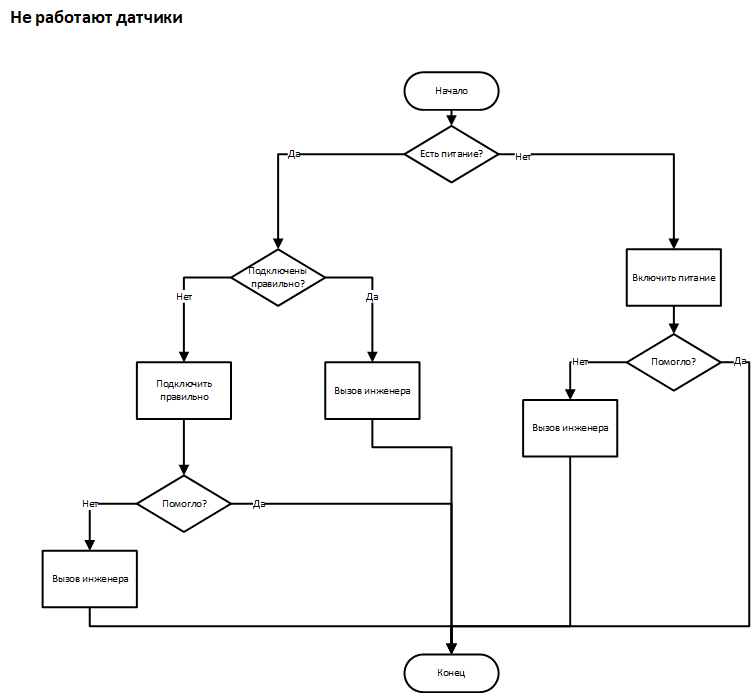 Не работают датчики
Начало
Есть питание?
Да
Нет
Подключены
правильно?
Включить питание
Нет
Да
Помогло?
Нет
Да
Подключить
правильно
Вызов инженера
Вызов инженера
Помогло?
Нет
Да
Вызов инженера
Конец